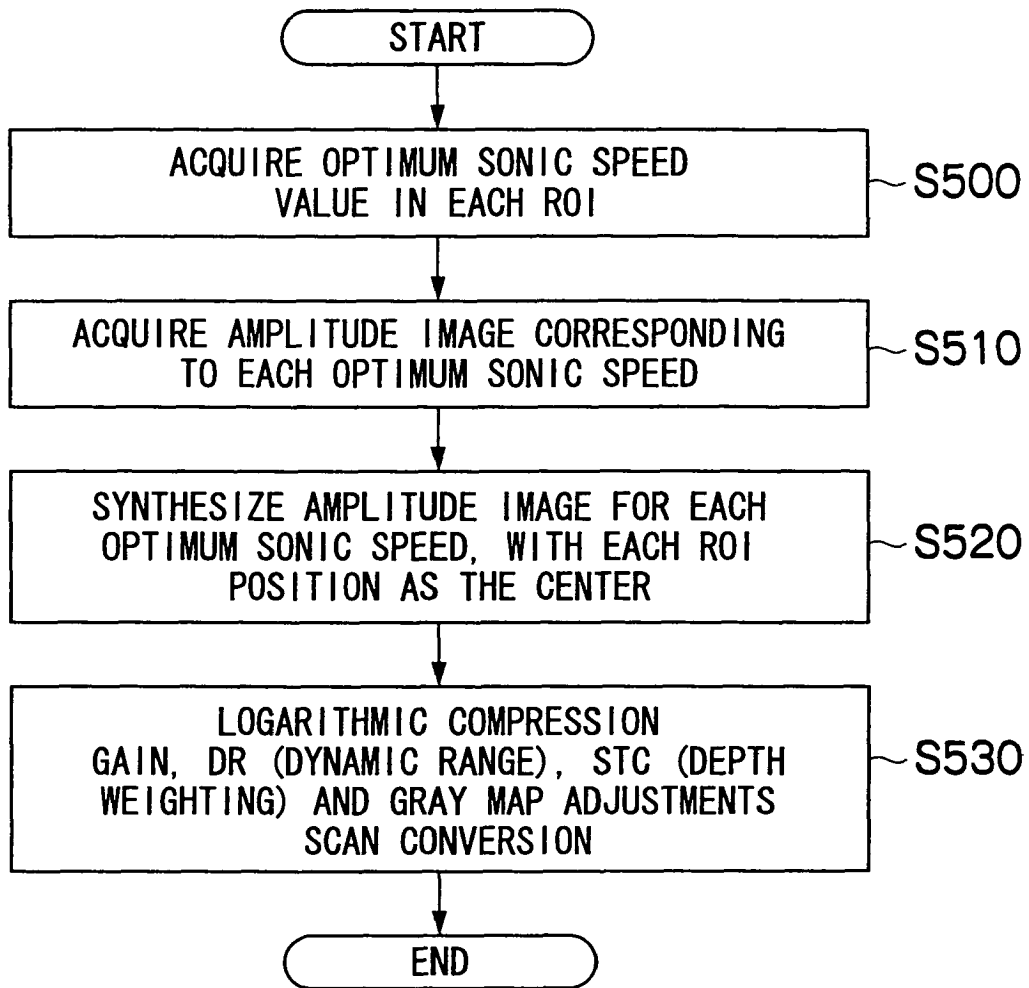 START
ACQUIRE OPTIMUM SONIC SPEED
VALUE IN EACH ROI
S500
ACQUIRE AMPLITUDE IMAGE CORRESPONDING
TO EACH OPTIMUM SONIC SPEED
S510
SYNTHESIZE AMPLITUDE IMAGE FOR EACH
OPTIMUM SONIC SPEED, WITH EACH ROI
POSITION AS THE CENTER
S520
LOGARITHMIC COMPRESSION
GAIN, DR (DYNAMIC RANGE), STC (DEPTH
WEIGHTING) AND GRAY MAP ADJUSTMENTS
SCAN CONVERSION
S530
END